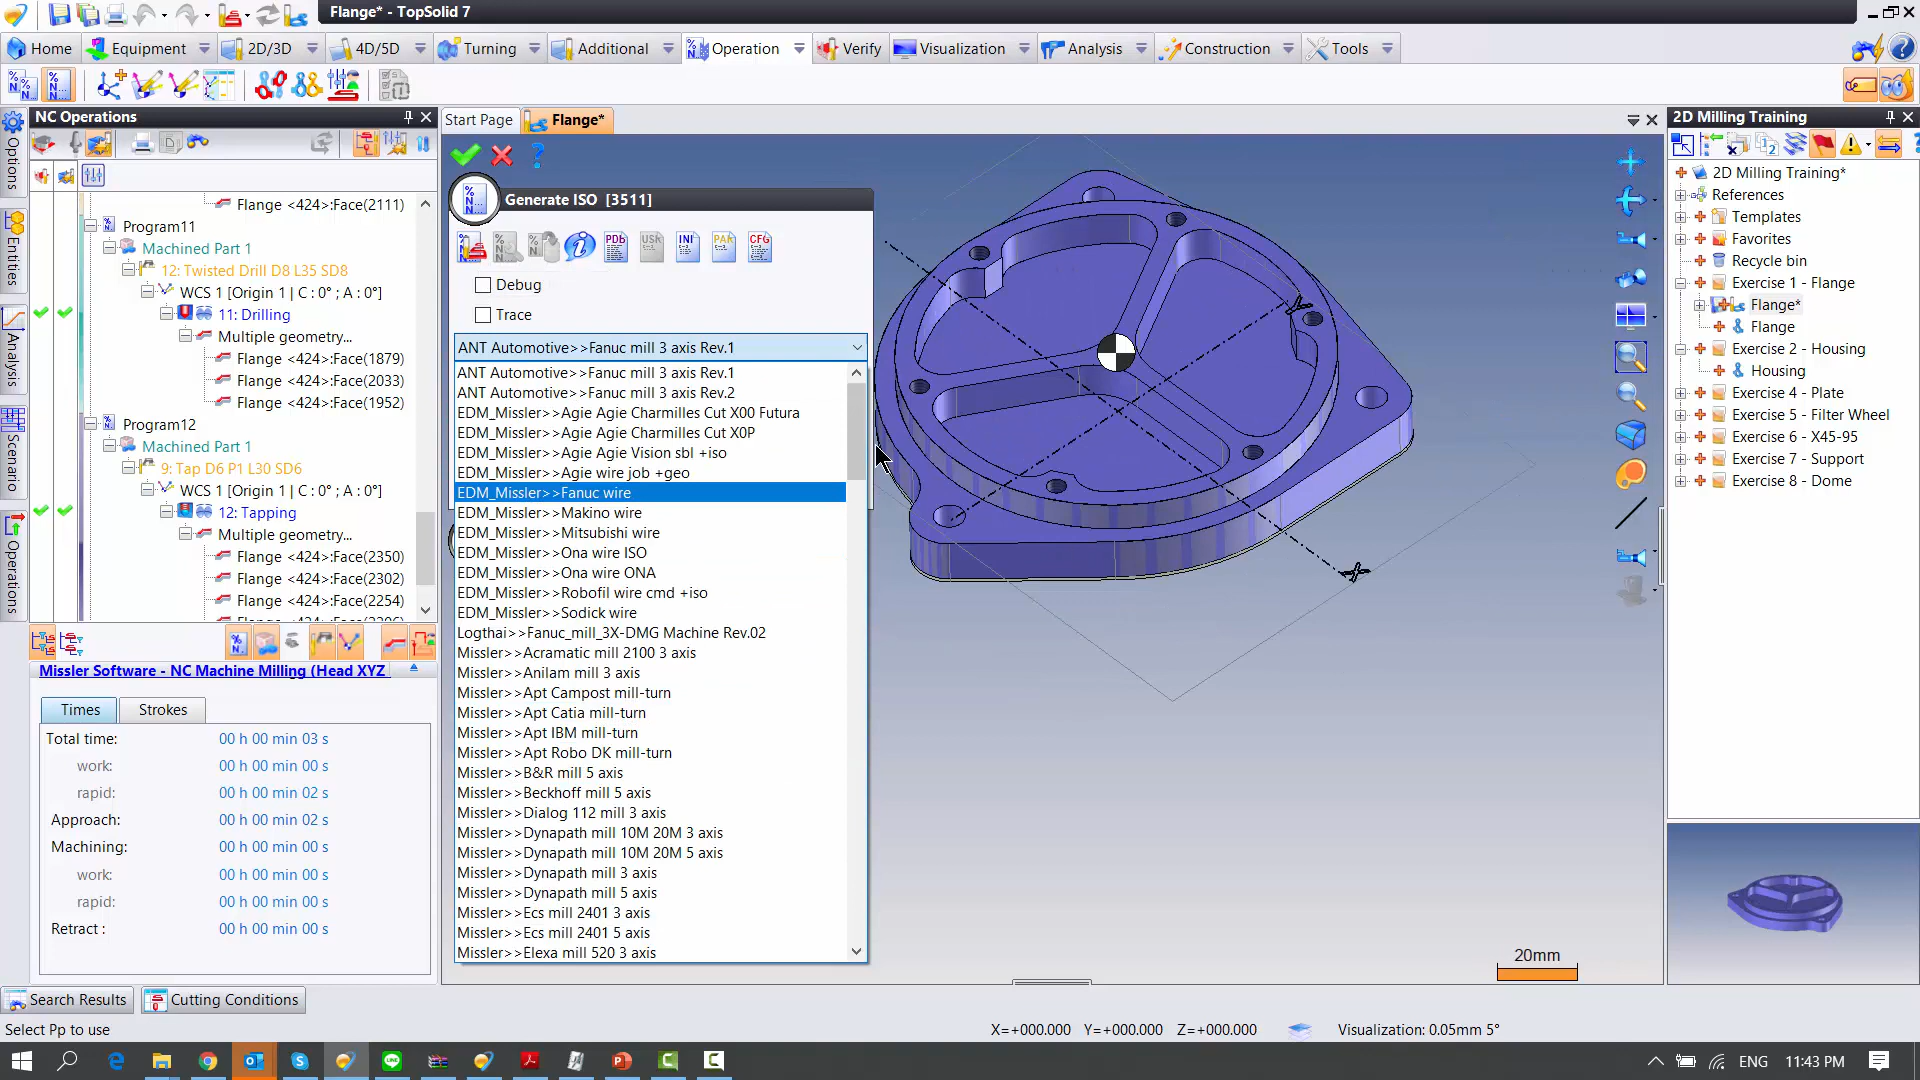 Flange* - TopSolid 7
Home
Equipment
2D/3D
4D/5D
Turning
Additional
Operation
Verify
Visualization
Analysis
Construction
Tools
NC Operations
Start Page
Flange*
2D Milling Training
Options
Entities
Analysis
Scenario
Operations
Flange <424>:Face(2111)
Program11
Machined Part 1
12: Twisted Drill D8 L35 SD8
WCS 1 [Origin 1 | C : 0° ; A : 0°]
11: Drilling
Multiple geometry...
Flange <424>:Face(1879)
Flange <424>:Face(2033)
Flange <424>:Face(1952)
Program12
Machined Part 1
9: Tap D6 P1 L30 SD6
WCS 1 [Origin 1 | C : 0° ; A : 0°]
12: Tapping
Multiple geometry...
Flange <424>:Face(2350)
Flange <424>:Face(2302)
Flange <424>:Face(2254)
Missler Software - NC Machine Milling (Head XYZ
Times
Strokes
Total time: 00 h 00 min 03 s
work: 00 h 00 min 00 s
rapid: 00 h 00 min 02 s
Approach: 00 h 00 min 02 s
Machining: 00 h 00 min 00 s
work: 00 h 00 min 00 s
rapid: 00 h 00 min 00 s
Retract : 00 h 00 min 00 s
Search Results
Cutting Conditions
Select Pp to use
Generate ISO [3511]
PDb
USR
INI
PAR
CFG
Debug
Trace
ANT Automotive>>Fanuc mill 3 axis Rev.1
ANT Automotive>>Fanuc mill 3 axis Rev.1
ANT Automotive>>Fanuc mill 3 axis Rev.2
EDM_Missler>>Agie Agie Charmilles Cut X00 Futura
EDM_Missler>>Agie Agie Charmilles Cut X0P
EDM_Missler>>Agie Agie Vision sbl +iso
EDM_Missler>>Agie wire job +geo
EDM_Missler>>Fanuc wire
EDM_Missler>>Makino wire
EDM_Missler>>Mitsubishi wire
EDM_Missler>>Ona wire ISO
EDM_Missler>>Ona wire ONA
EDM_Missler>>Robofil wire cmd +iso
EDM_Missler>>Sodick wire
Logthai>>Fanuc_mill_3X-DMG Machine Rev.02
Missler>>Acramatic mill 2100 3 axis
Missler>>Anilam mill 3 axis
Missler>>Apt Campost mill-turn
Missler>>Apt Catia mill-turn
Missler>>Apt IBM mill-turn
Missler>>Apt Robo DK mill-turn
Missler>>B&R mill 5 axis
Missler>>Beckhoff mill 5 axis
Missler>>Dialog 112 mill 3 axis
Missler>>Dynapath mill 10M 20M 3 axis
Missler>>Dynapath mill 10M 20M 5 axis
Missler>>Dynapath mill 3 axis
Missler>>Dynapath mill 5 axis
Missler>>Ecs mill 2401 3 axis
Missler>>Ecs mill 2401 5 axis
Missler>>Elexa mill 520 3 axis
Y
X
20mm
X=+000.000 Y=+000.000 Z=+000.000
Visualization: 0.05mm 5°
2D Milling Training*
References
Templates
Favorites
Recycle bin
Exercise 1 - Flange
Flange*
Flange
Exercise 2 - Housing
Housing
Exercise 4 - Plate
Exercise 5 - Filter Wheel
Exercise 6 - X45-95
Exercise 7 - Support
Exercise 8 - Dome
ENG
11:43 PM